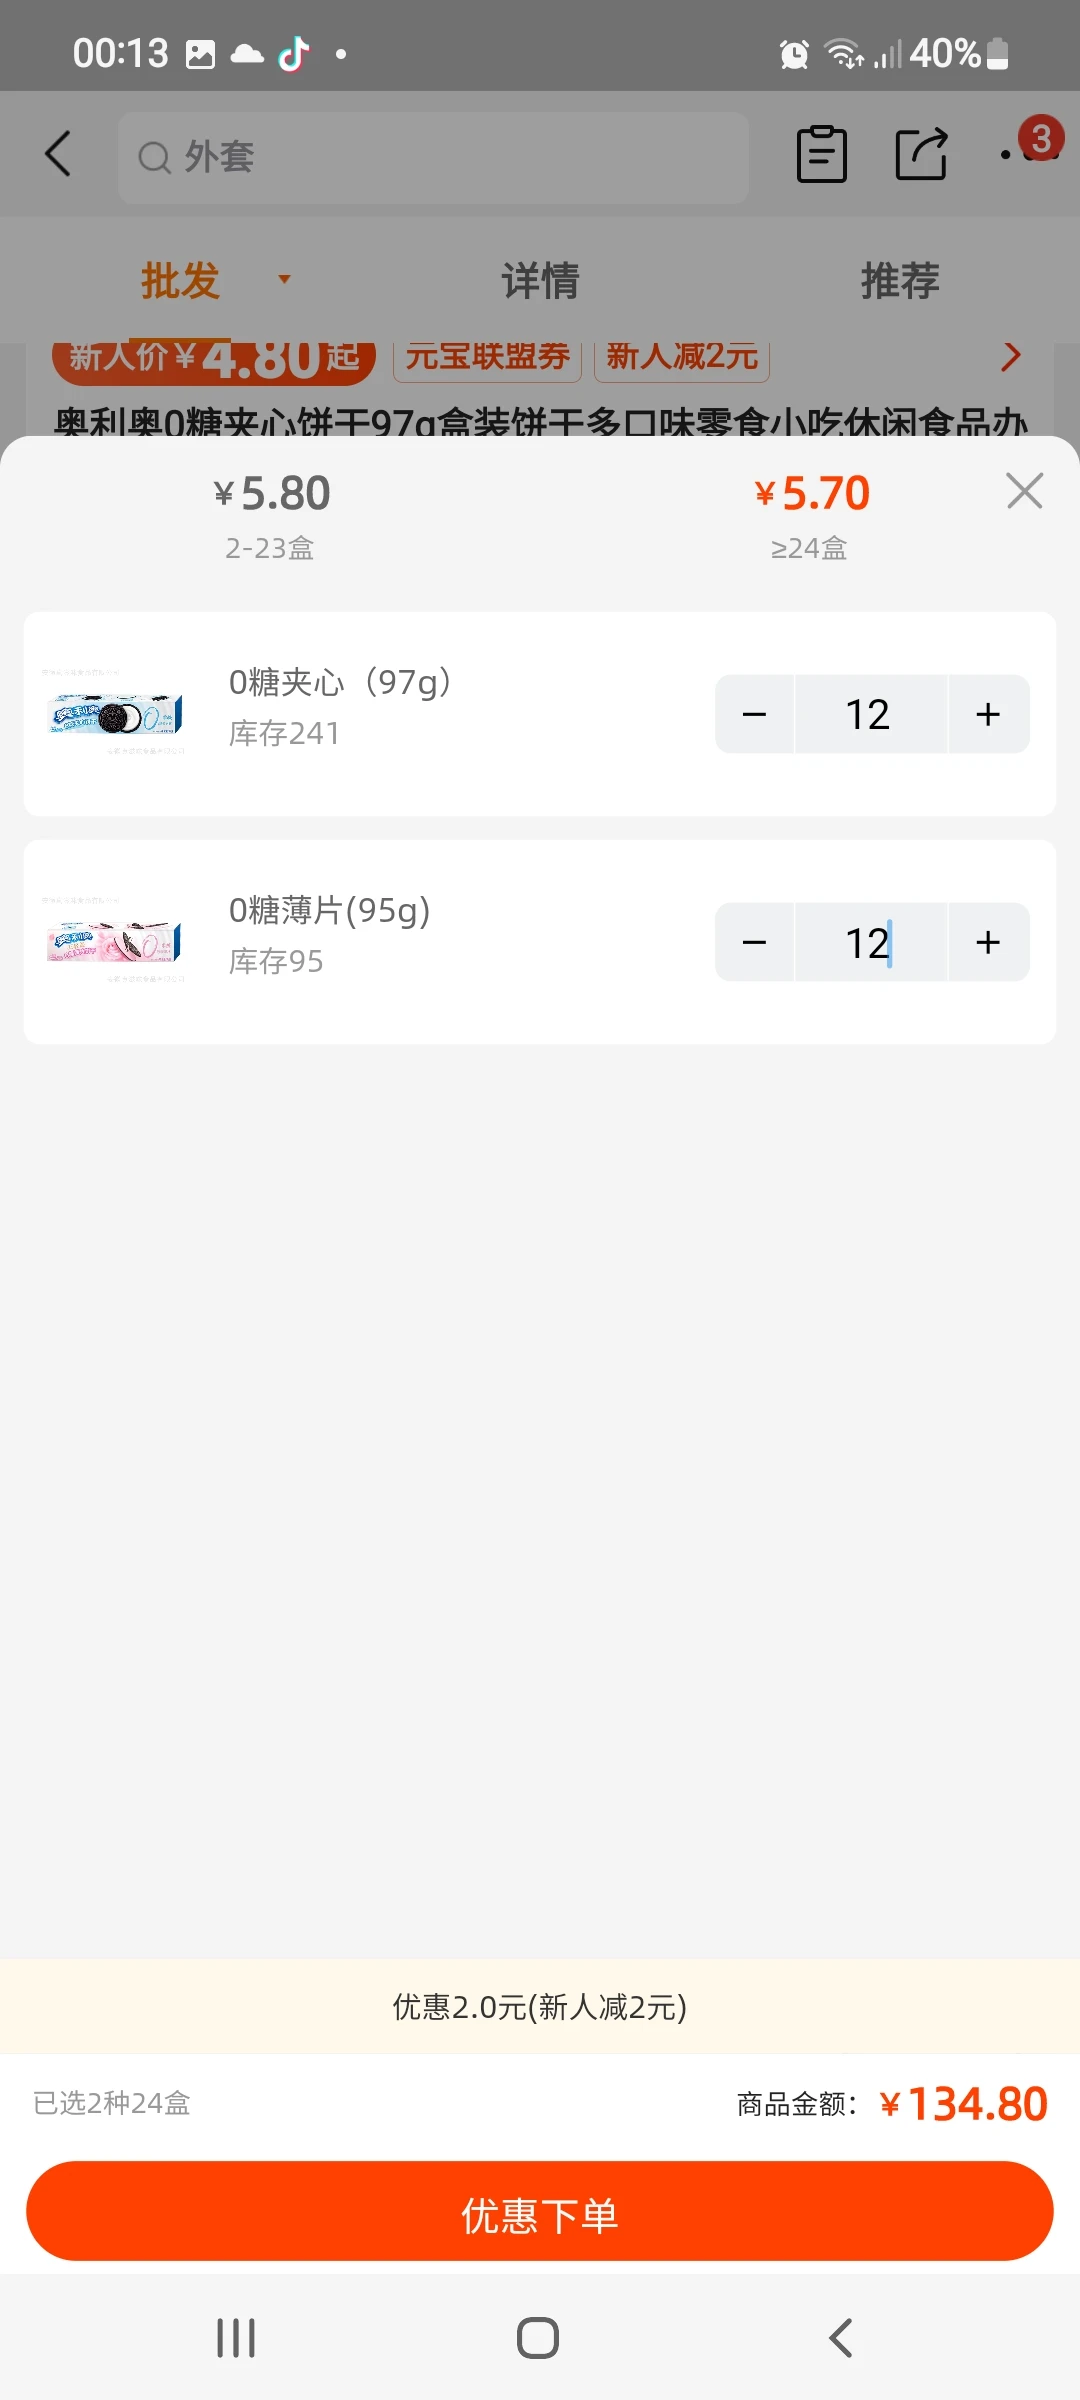 00:13
40%
外套
3
批发
详情
推荐
新人价¥4.80起
元宝联盟券
新人减2元
奥利奥0糖夹心饼干97g盒装饼干多口味零食小吃休闲食品办
¥5.80
¥5.70
2-23盒
≥24盒
0糖夹心（97g）
库存241
12
0糖薄片(95g)
库存95
12
优惠2.0元(新人减2元)
已选2种24盒
商品金额：¥134.80
优惠下单